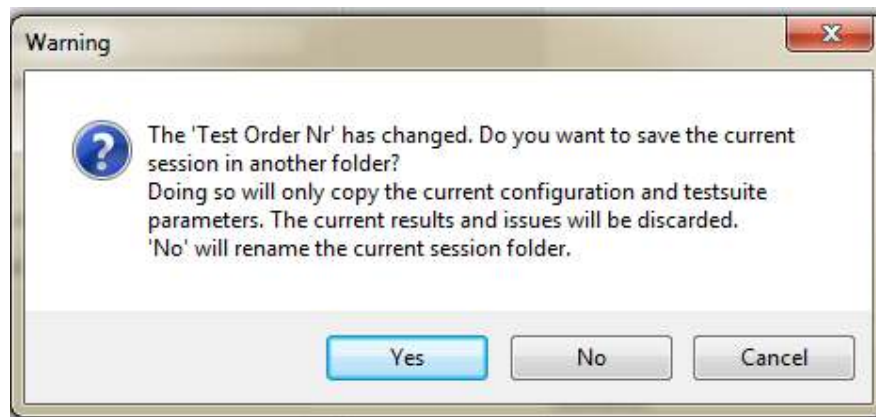 Warning
The 'Test Order Nr' has changed. Do you want to save the current
session in another folder?
Doing so will only copy the current configuration and testsuite
parameters. The current results and issues will be discarded.
'No' will rename the current session folder.
Yes No Cancel